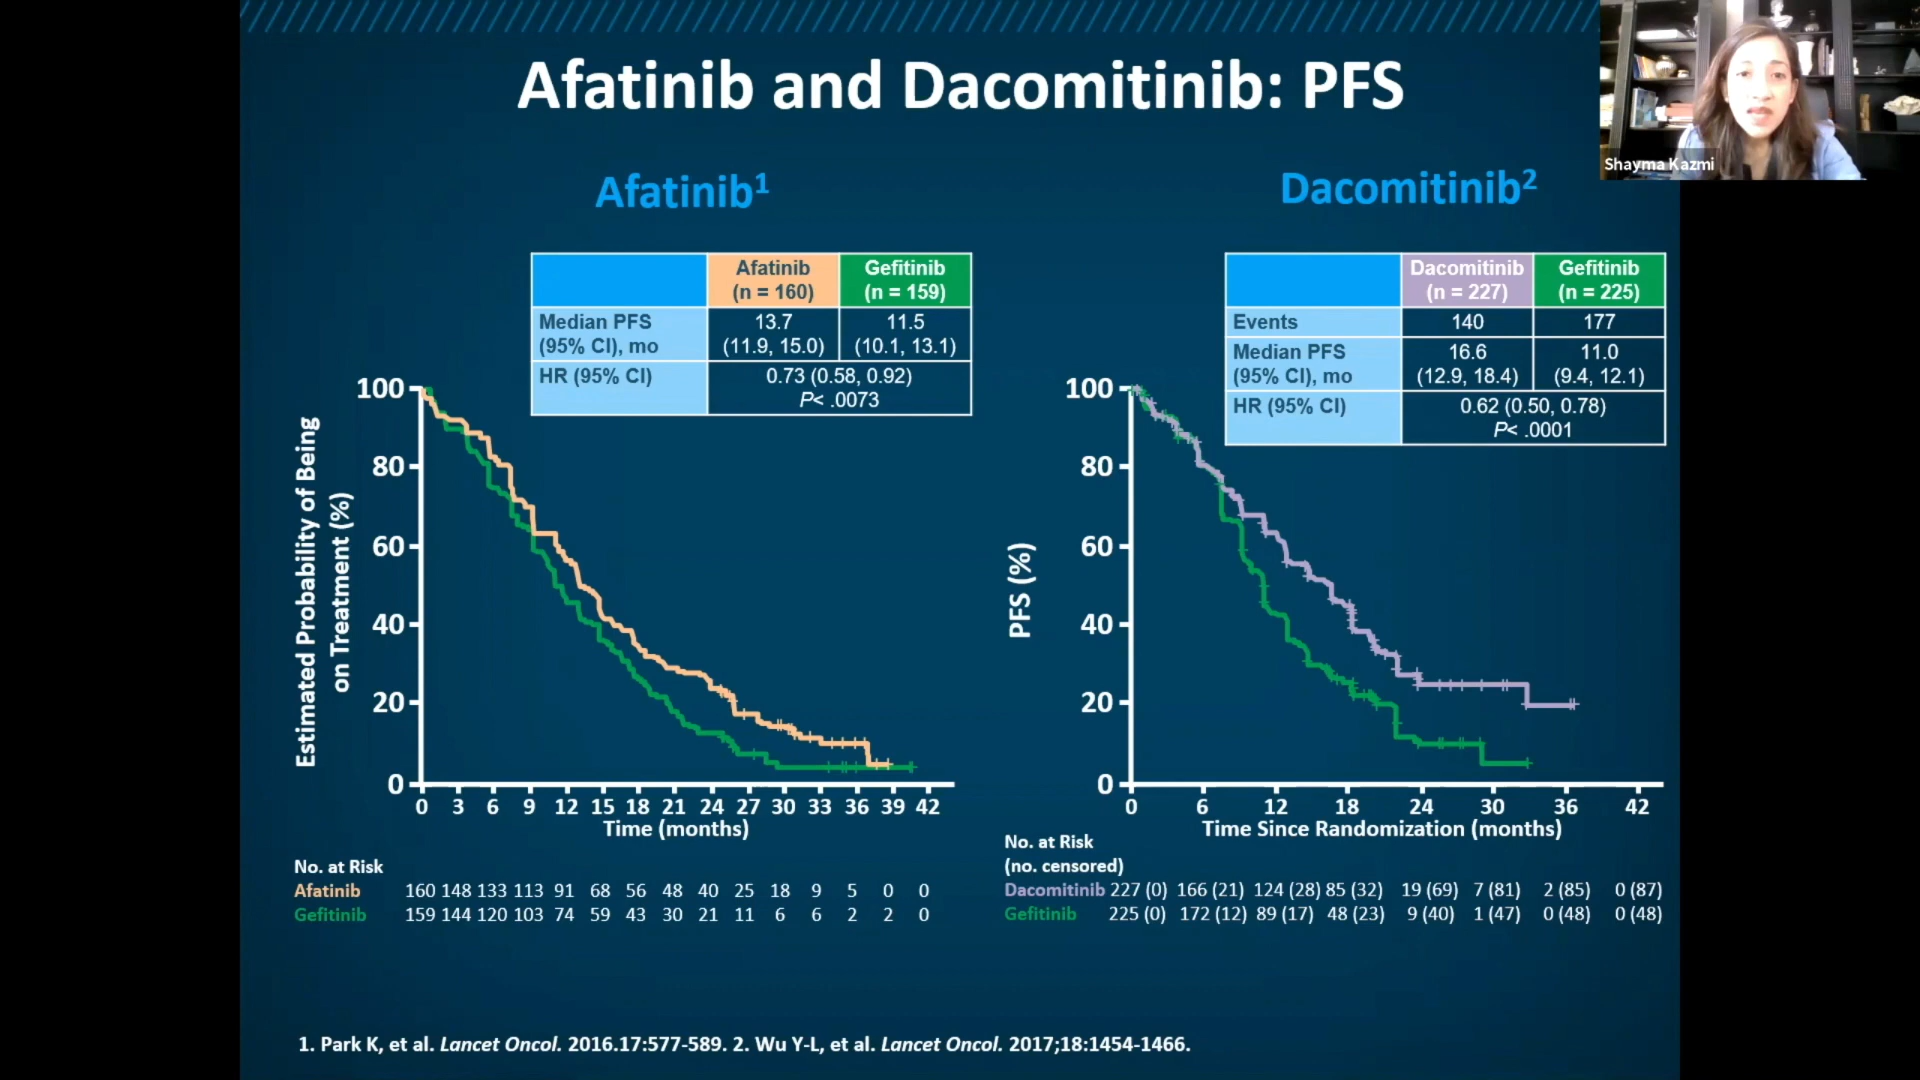 Afatinib and Dacomitinib: PFS
Shayma Kazmi
Afatinib¹
Afatinib (n = 160) Gefitinib (n = 159)
Median PFS (95% CI), mo 13.7 (11.9, 15.0) 11.5 (10.1, 13.1)
HR (95% CI) 0.73 (0.58, 0.92) P< .0073
Estimated Probability of Being
on Treatment (%)
100
80
60
40
20
0
0 3 6 9 12 15 18 21 24 27 30 33 36 39 42
Time (months)
No. at Risk
Afatinib 160 148 133 113 91 68 56 48 40 25 18 9 5 0 0
Gefitinib 159 144 120 103 74 59 43 30 21 11 6 6 2 2 0
Dacomitinib²
Dacomitinib (n = 227) Gefitinib (n = 225)
Events 140 177
Median PFS (95% CI), mo 16.6 (12.9, 18.4) 11.0 (9.4, 12.1)
HR (95% CI) 0.62 (0.50, 0.78) P< .0001
PFS (%)
100
80
60
40
20
0
0 6 12 18 24 30 36 42
Time Since Randomization (months)
No. at Risk
(no. censored)
Dacomitinib 227 (0) 166 (21) 124 (28) 85 (32) 19 (69) 7 (81) 2 (85) 0 (87)
Gefitinib 225 (0) 172 (12) 89 (17) 48 (23) 9 (40) 1 (47) 0 (48) 0 (48)
1. Park K, et al. Lancet Oncol. 2016.17:577-589. 2. Wu Y-L, et al. Lancet Oncol. 2017;18:1454-1466.